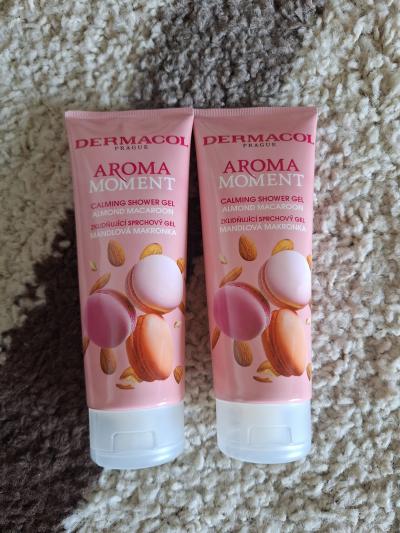 DERMACOL
PRAGUE
AROMA
MOMENT
CALMING SHOWER GEL
ALMOND MACAROON
ZKLIDŇUJÍCÍ SPRCHOVÝ GEL
MANDLOVÁ MAKRONKA
DERMACOL
PRAGUE
AROMA
MOMENT
CALMING SHOWER GEL
ALMOND MACAROON
ZKLIDŇUJÍCÍ SPRCHOVÝ GEL
MANDLOVÁ MAKRONKA